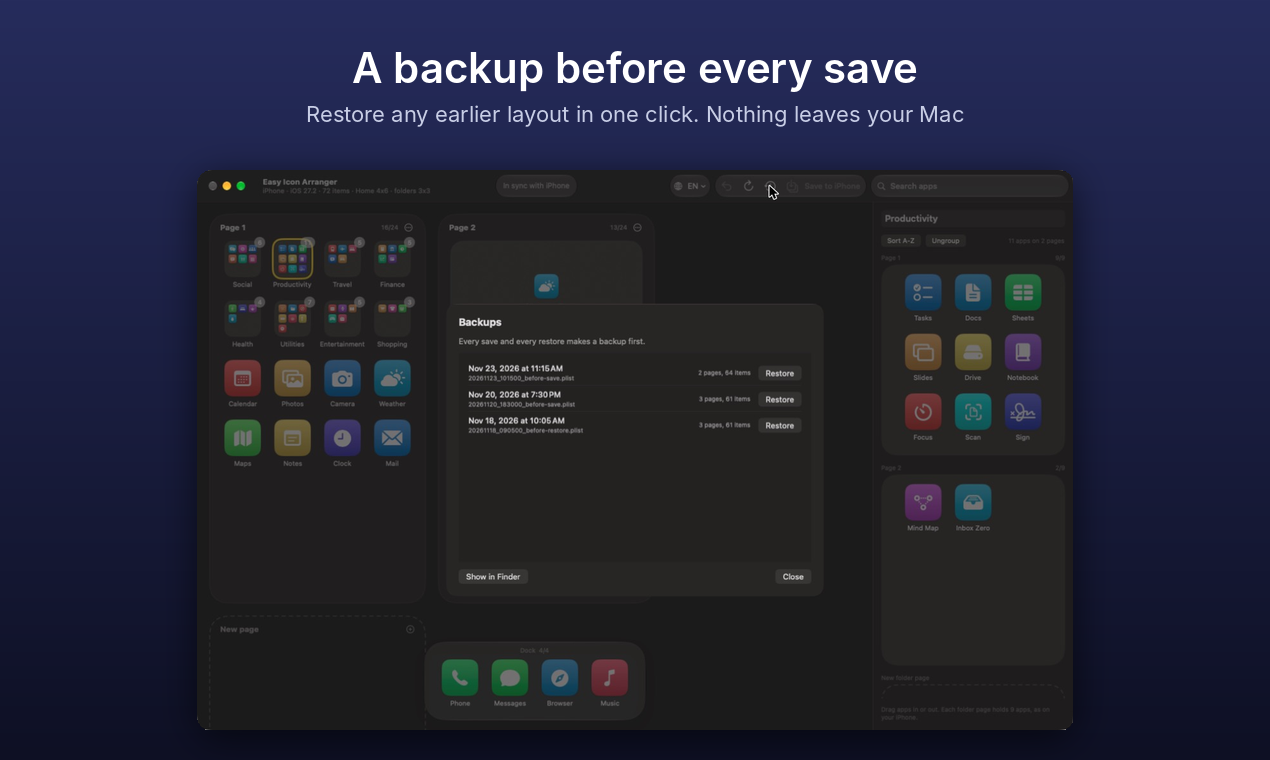 A backup before every save
Restore any earlier layout in one click. Nothing leaves your Mac
Easy Icon Arranger
iPhone · iOS 27.2 · 72 items · Home 4x6 · folders 3x3
In sync with iPhone
EN
Save to iPhone
Search apps
Page 1
Social
Productivity
Travel
Finance
Health
Utilities
Entertainment
Shopping
Calendar
Photos
Camera
Weather
Maps
Notes
Clock
Mail
Page 2
13/24
Backups
Every save and every restore makes a backup first.
Nov 23, 2026 at 11:15 AM
20261123_101500_before-save.plist
2 pages, 64 items
Restore
Nov 20, 2026 at 7:30 PM
20261120_183000_before-save.plist
3 pages, 61 items
Restore
Nov 18, 2026 at 10:05 AM
20261118_090500_before-restore.plist
3 pages, 61 items
Restore
Show in Finder
Close
New page
Dock 4/4
Phone
Messages
Browser
Music
Productivity
Sort A-Z
Ungroup
11 apps on 2 pages
Page 1
9/9
Tasks
Docs
Sheets
Slides
Drive
Notebook
Focus
Scan
Sign
Page 2
2/9
Mind Map
Inbox Zero
New folder page
Drag apps in or out. Each folder page holds 9 apps, as on
your iPhone.